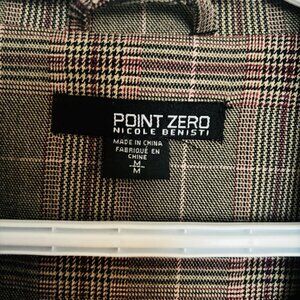 POINT ZERO
NICOLE BENISTI
MADE IN CHINA
FABRIQUÉ EN
CHINE
M
M